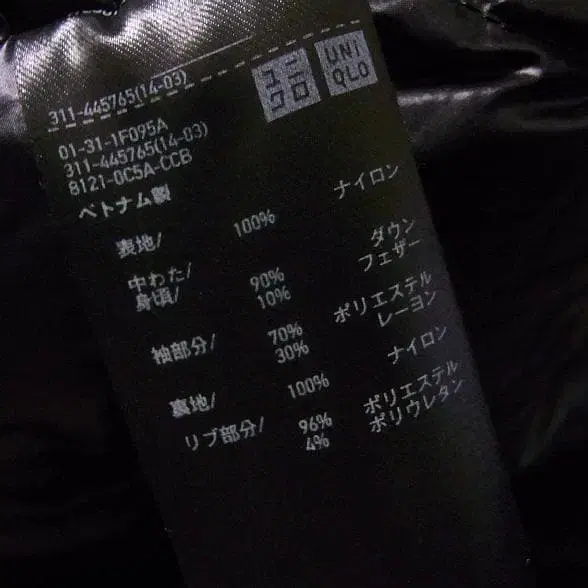 ユニ
クロ
UNI
QLO
311-445765(14-03)
01-31-1F095A
311-445765(14-03)
8121-0C5A-CCB
ベトナム製
表地/ 100% ナイロン
中わた/
身頃/ 90% ダウン
10% フェザー
袖部分/ 70% ポリエステル
30% レーヨン
裏地/ 100% ナイロン
リブ部分/ 96% ポリエステル
4% ポリウレタン